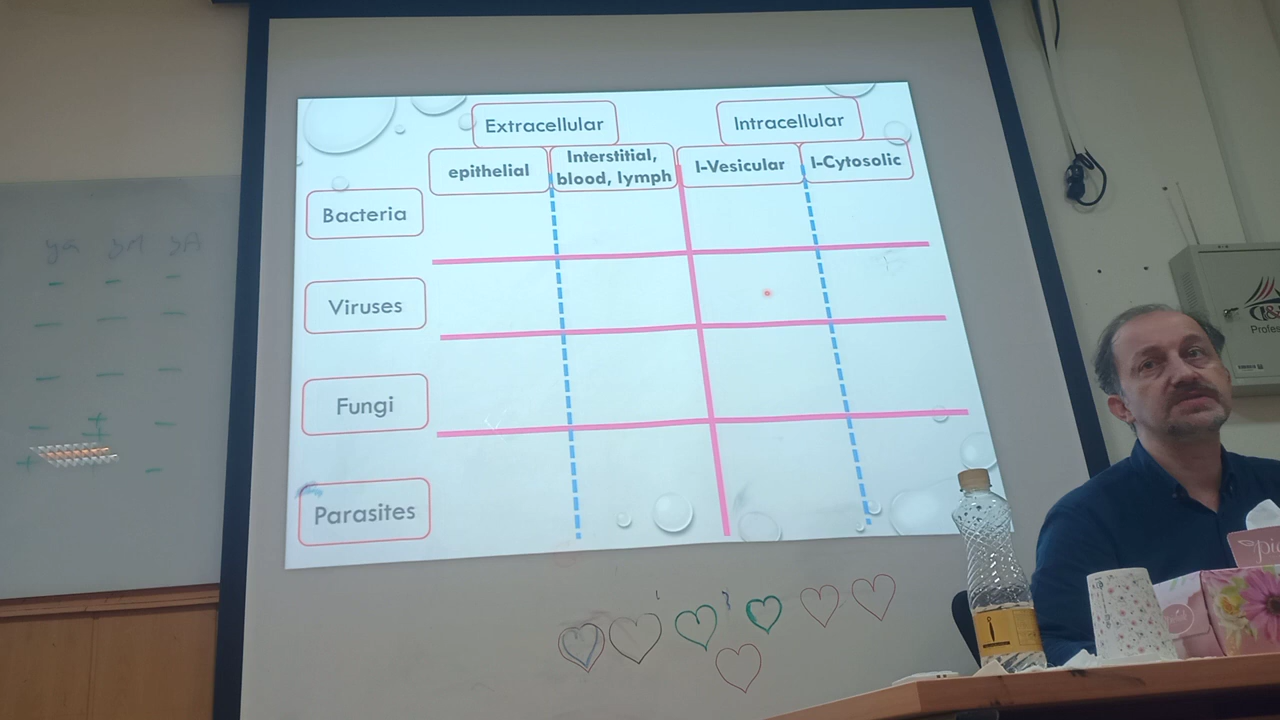 Extracellular
Intracellular
epithelial
Interstitial,
blood, lymph
I-Vesicular
I-Cytosolic
Bacteria
Viruses
Fungi
Parasites